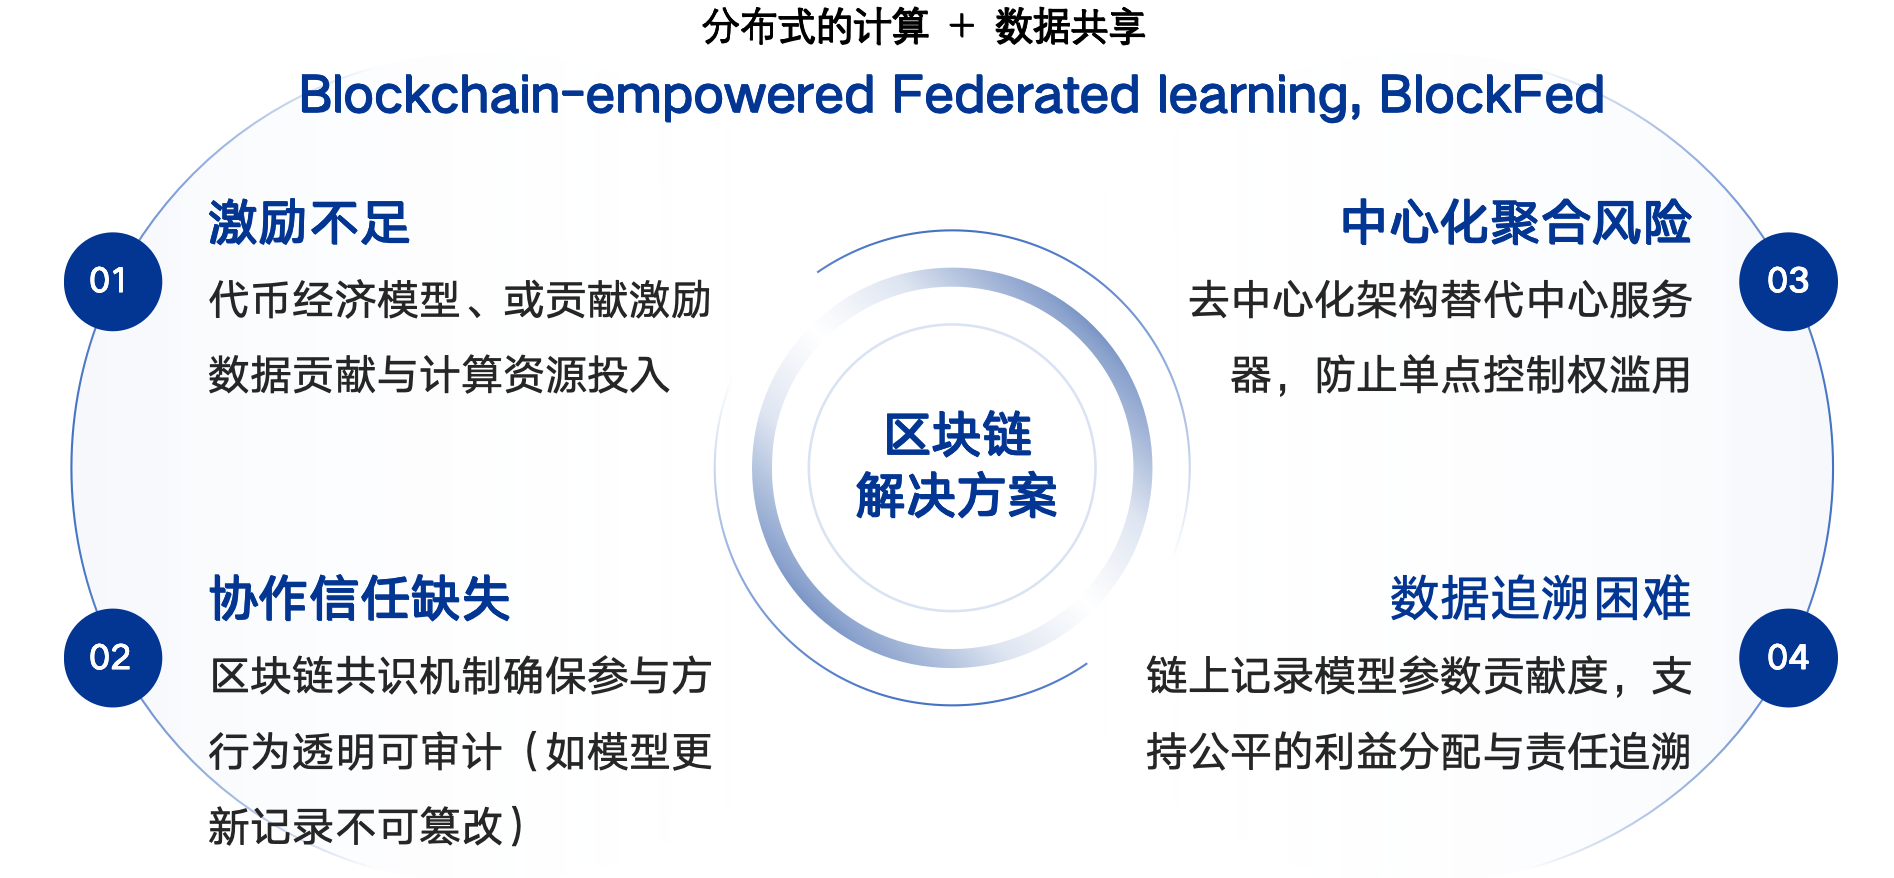 分布式的计算 + 数据共享
Blockchain-empowered Federated learning, BlockFed
01
激励不足
代币经济模型、或贡献激励
数据贡献与计算资源投入
02
协作信任缺失
区块链共识机制确保参与方
行为透明可审计（如模型更
新记录不可篡改）
区块链
解决方案
03
中心化聚合风险
去中心化架构替代中心服务
器，防止单点控制权滥用
04
数据追溯困难
链上记录模型参数贡献度，支
持公平的利益分配与责任追溯